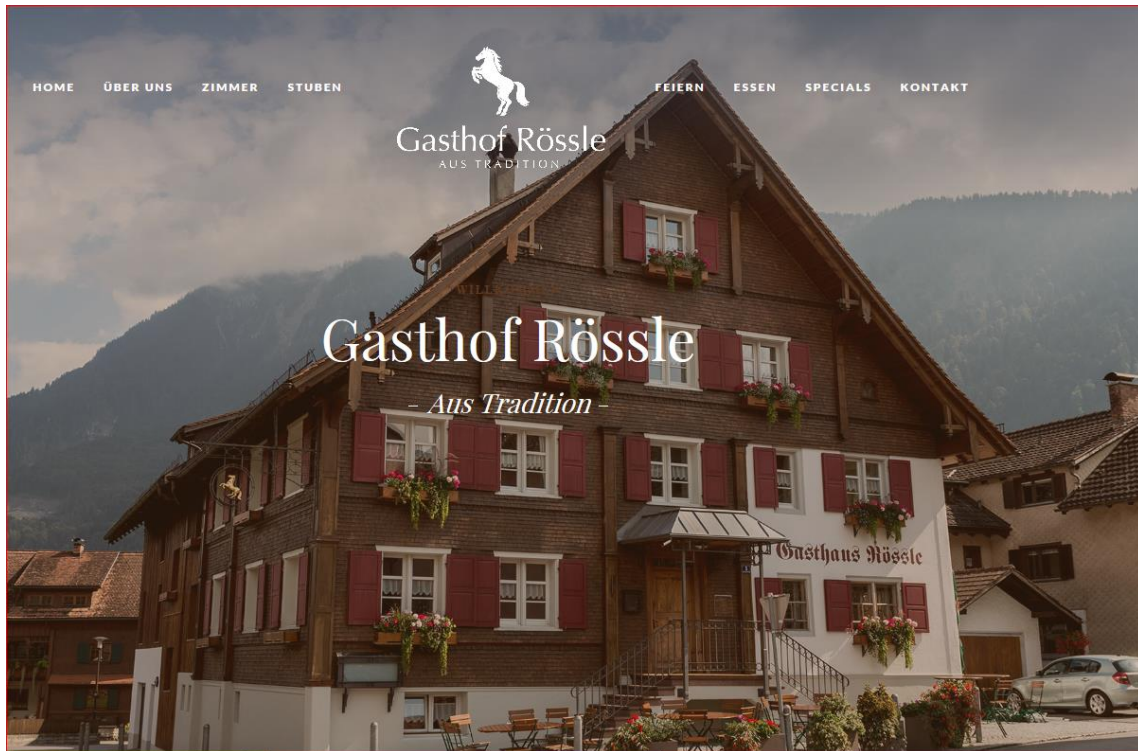 HOME ÜBER UNS ZIMMER STUBEN
FEIERN ESSEN SPECIALS KONTAKT
Gasthof Rössle
AUS TRADITION
Gasthof Rössle
- Aus Tradition -
Gasthaus Rössle